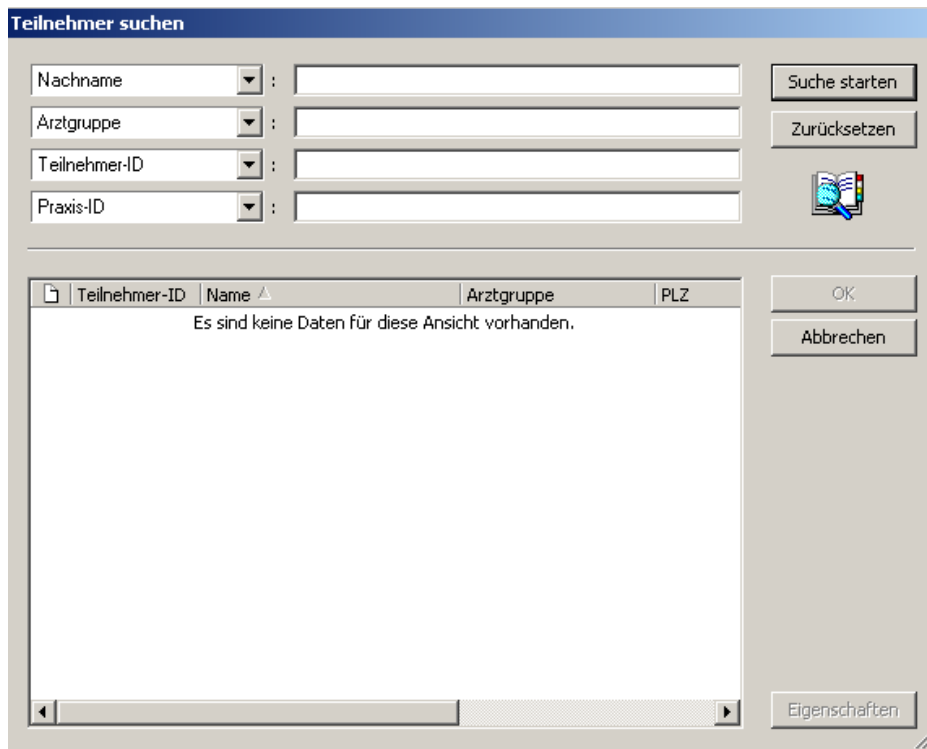 Teilnehmer suchen
Nachname :
Suche starten
Arztgruppe :
Zurücksetzen
Teilnehmer-ID :
Praxis-ID :
Teilnehmer-ID Name Arztgruppe PLZ
OK
Es sind keine Daten für diese Ansicht vorhanden.
Abbrechen
Eigenschaften